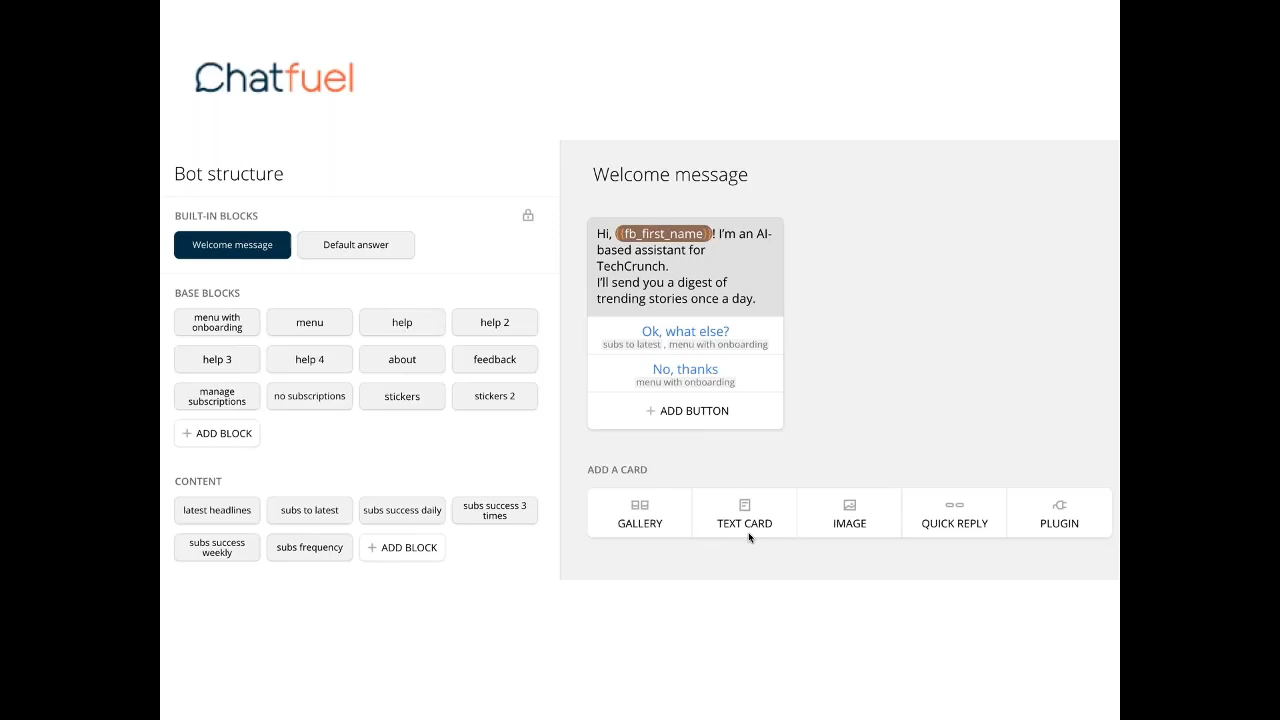 Chatfuel
Bot structure
BUILT-IN BLOCKS
Welcome message
Default answer
BASE BLOCKS
menu with
onboarding
menu
help
help 2
help 3
help 4
about
feedback
manage
subscriptions
no subscriptions
stickers
stickers 2
+ ADD BLOCK
CONTENT
latest headlines
subs to latest
subs success daily
subs success 3
times
subs success
weekly
subs frequency
+ ADD BLOCK
Welcome message
Hi, {{fb_first_name}}! I'm an AI-
based assistant for
TechCrunch.
I'll send you a digest of
trending stories once a day.
Ok, what else?
subs to latest , menu with onboarding
No, thanks
menu with onboarding
+ ADD BUTTON
ADD A CARD
GALLERY
TEXT CARD
IMAGE
QUICK REPLY
PLUGIN